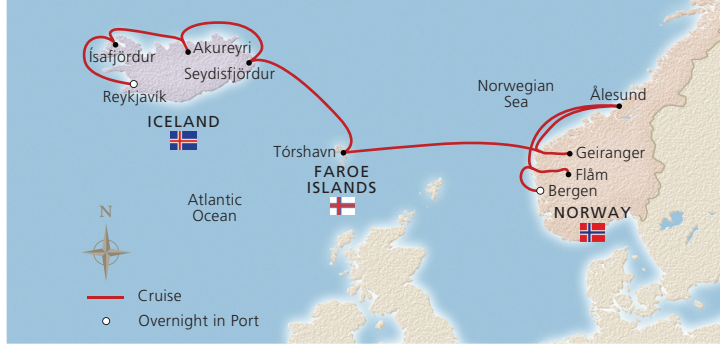 Ísafjördur
Akureyri
Seydisfjördur
Reykjavík
ICELAND
Norwegian
Sea
Ålesund
Tórshavn
Geiranger
FAROE
ISLANDS
Flåm
Bergen
Atlantic
Ocean
NORWAY
N
Cruise
Overnight in Port